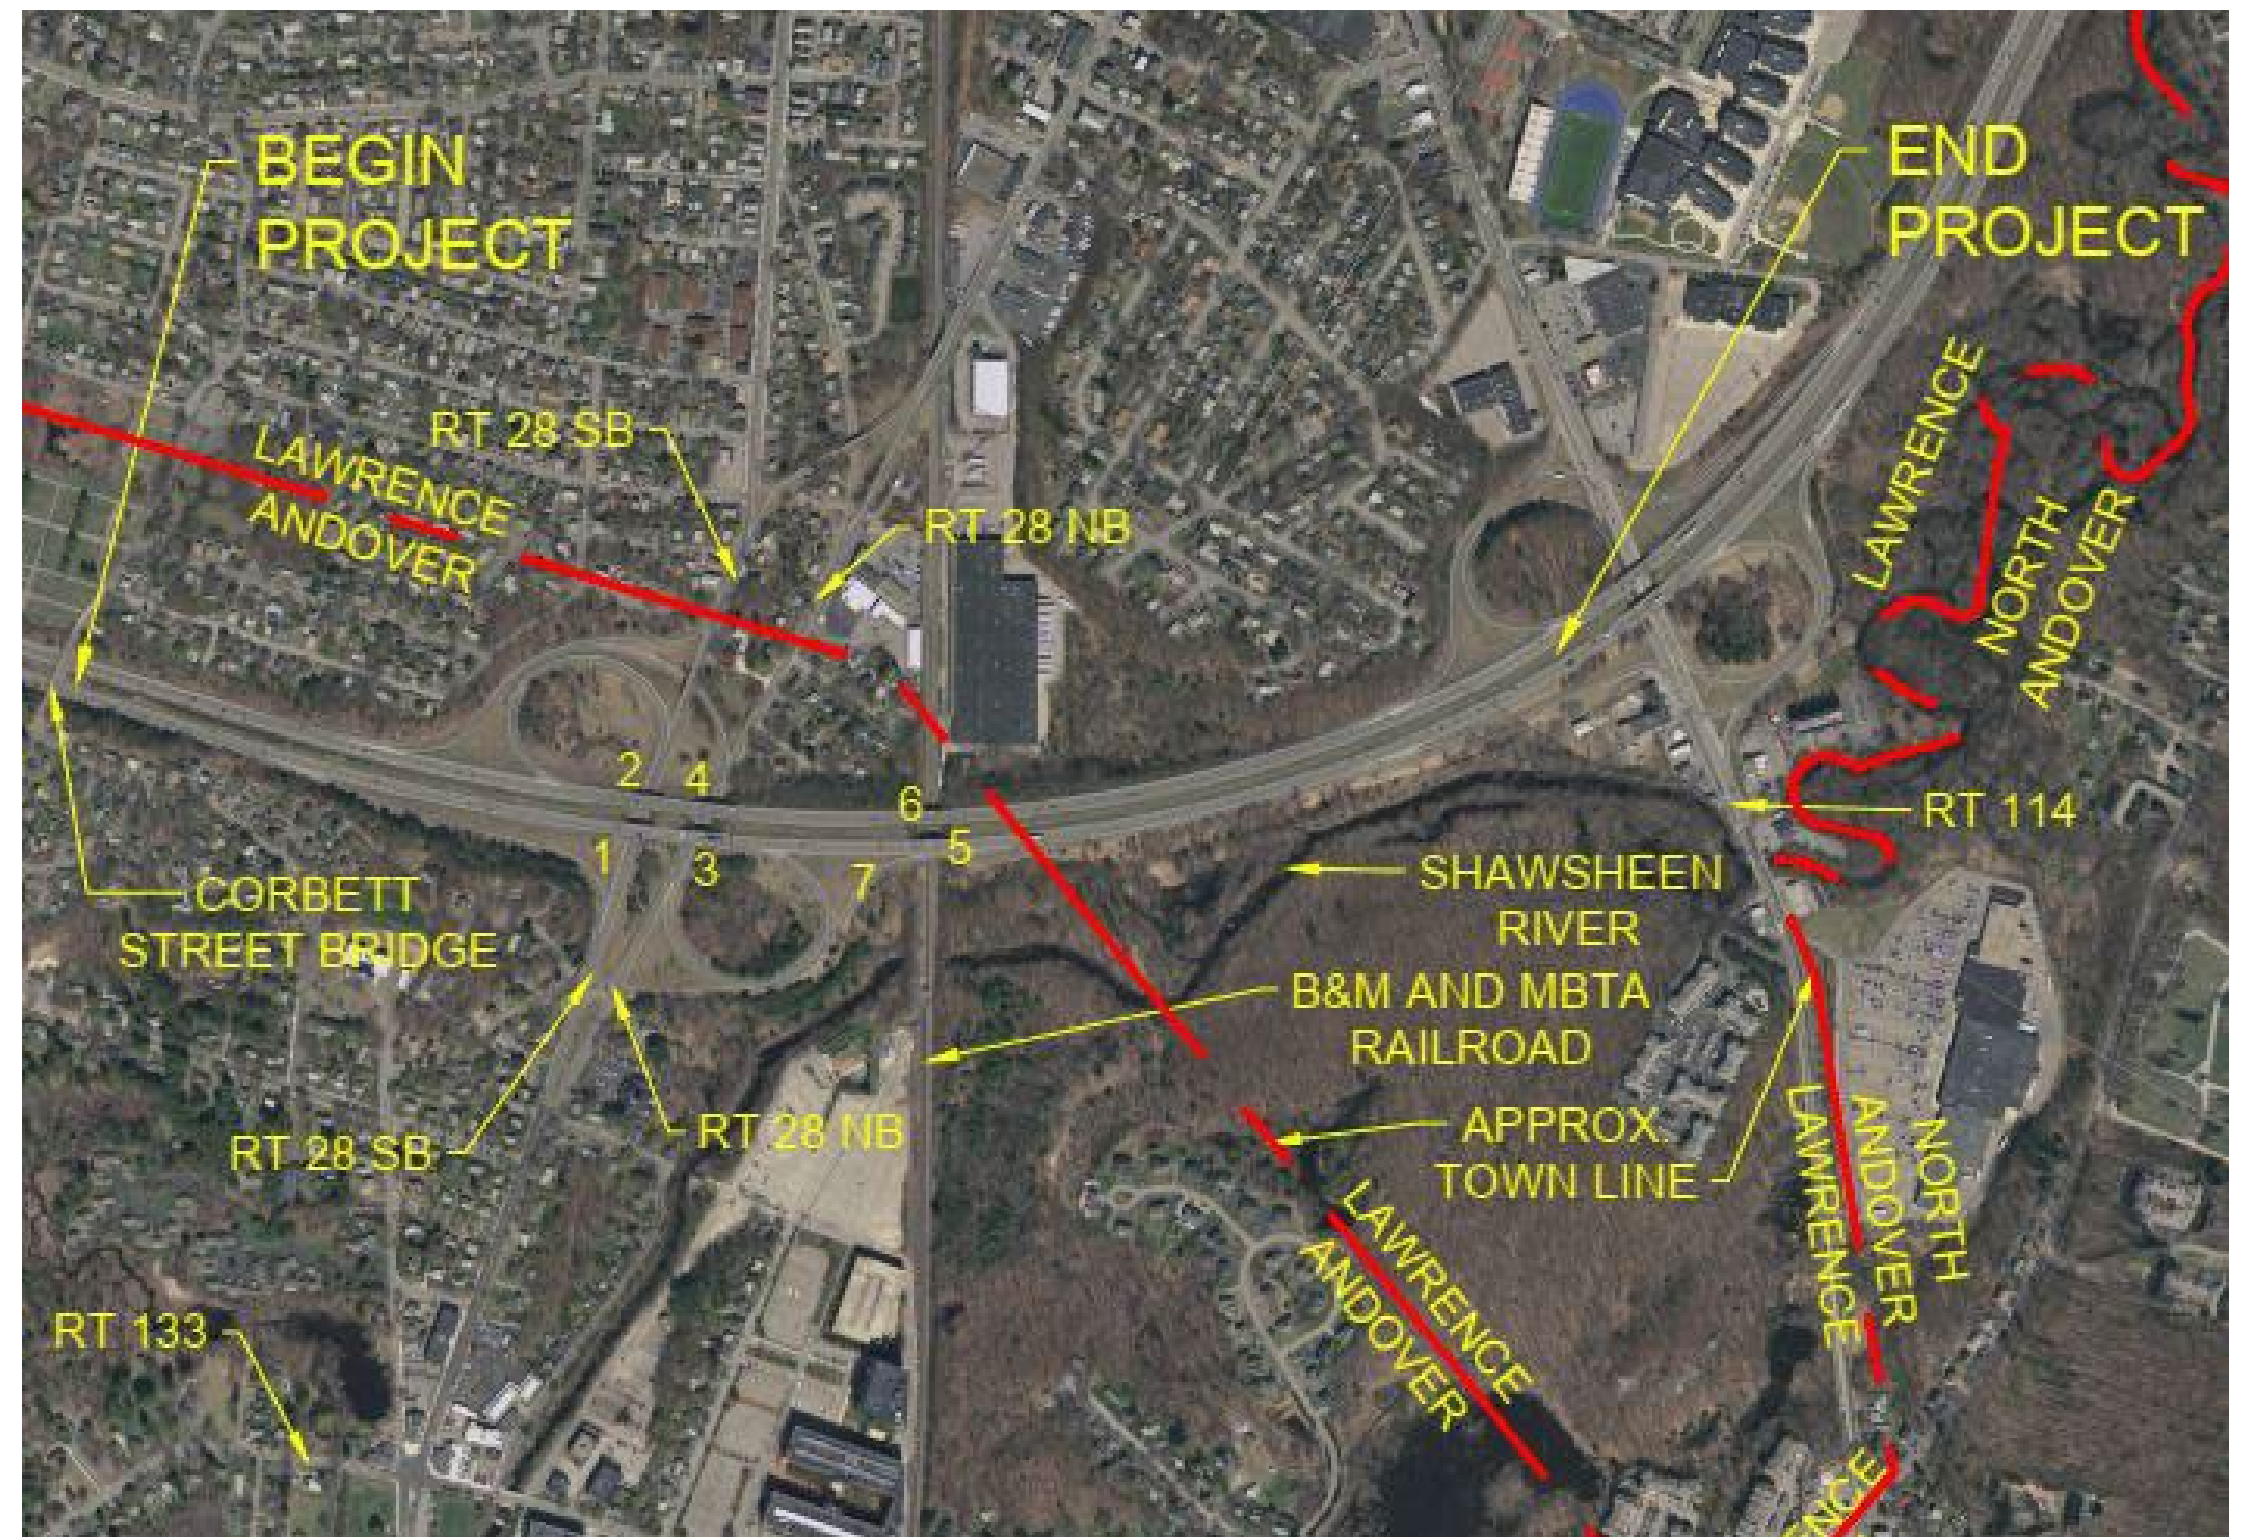 BEGIN
PROJECT
END
PROJECT
RT 28 SB
LAWRENCE
ANDOVER
RT 28 NB
LAWRENCE
NORTH
ANDOVER
2
4
6
1
3
7
5
RT 114
CORBETT
STREET BRIDGE
SHAWSHEEN
RIVER
B&M AND MBTA
RAILROAD
RT 28 SB
RT 28 NB
APPROX.
TOWN LINE
LAWRENCE
ANDOVER
LAWRENCE
NORTH
ANDOVER
RT 133
ENCE